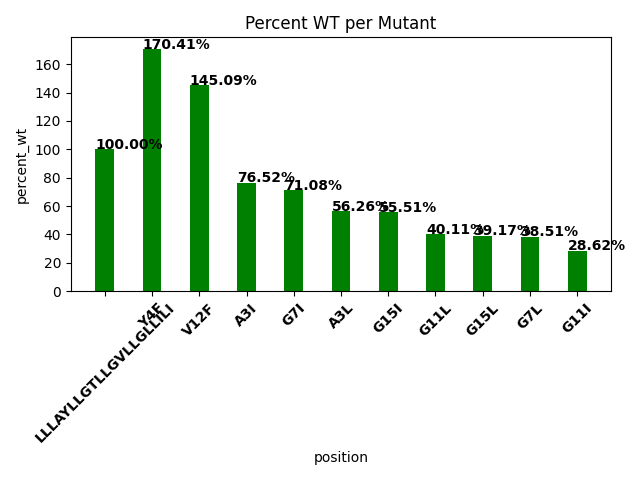 Percent WT per Mutant
percent_wt
160
140
120
100
80
60
40
20
0
100.00%
170.41%
145.09%
76.52%
71.08%
56.26%
55.51%
40.11%
39.17%
38.51%
28.62%
LLLAYLLGTLLGVLLGLLILI
Y4F
V12F
A3I
G7I
A3L
G15I
G11L
G15L
G7L
G11I
position